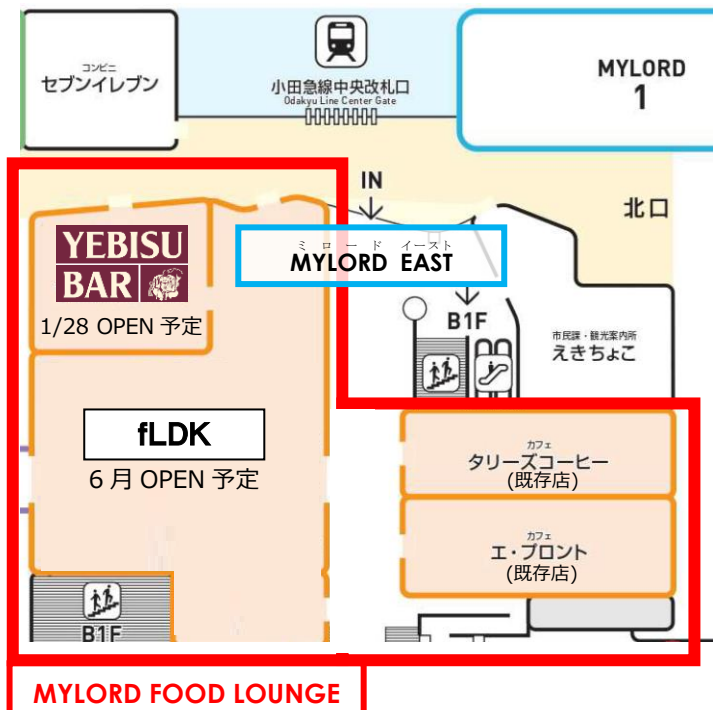 コンビニ
セブンイレブン
小田急線中央改札口
Odakyu Line Center Gate
MYLORD
1
IN
北口
YEBISU
BAR
1/28 OPEN 予定
ミロード イースト
MYLORD EAST
B1F
市民課・観光案内所
えきちょこ
fLDK
6月 OPEN 予定
カフェ
タリーズコーヒー
(既存店)
カフェ
エ・プロント
(既存店)
B1F
MYLORD FOOD LOUNGE